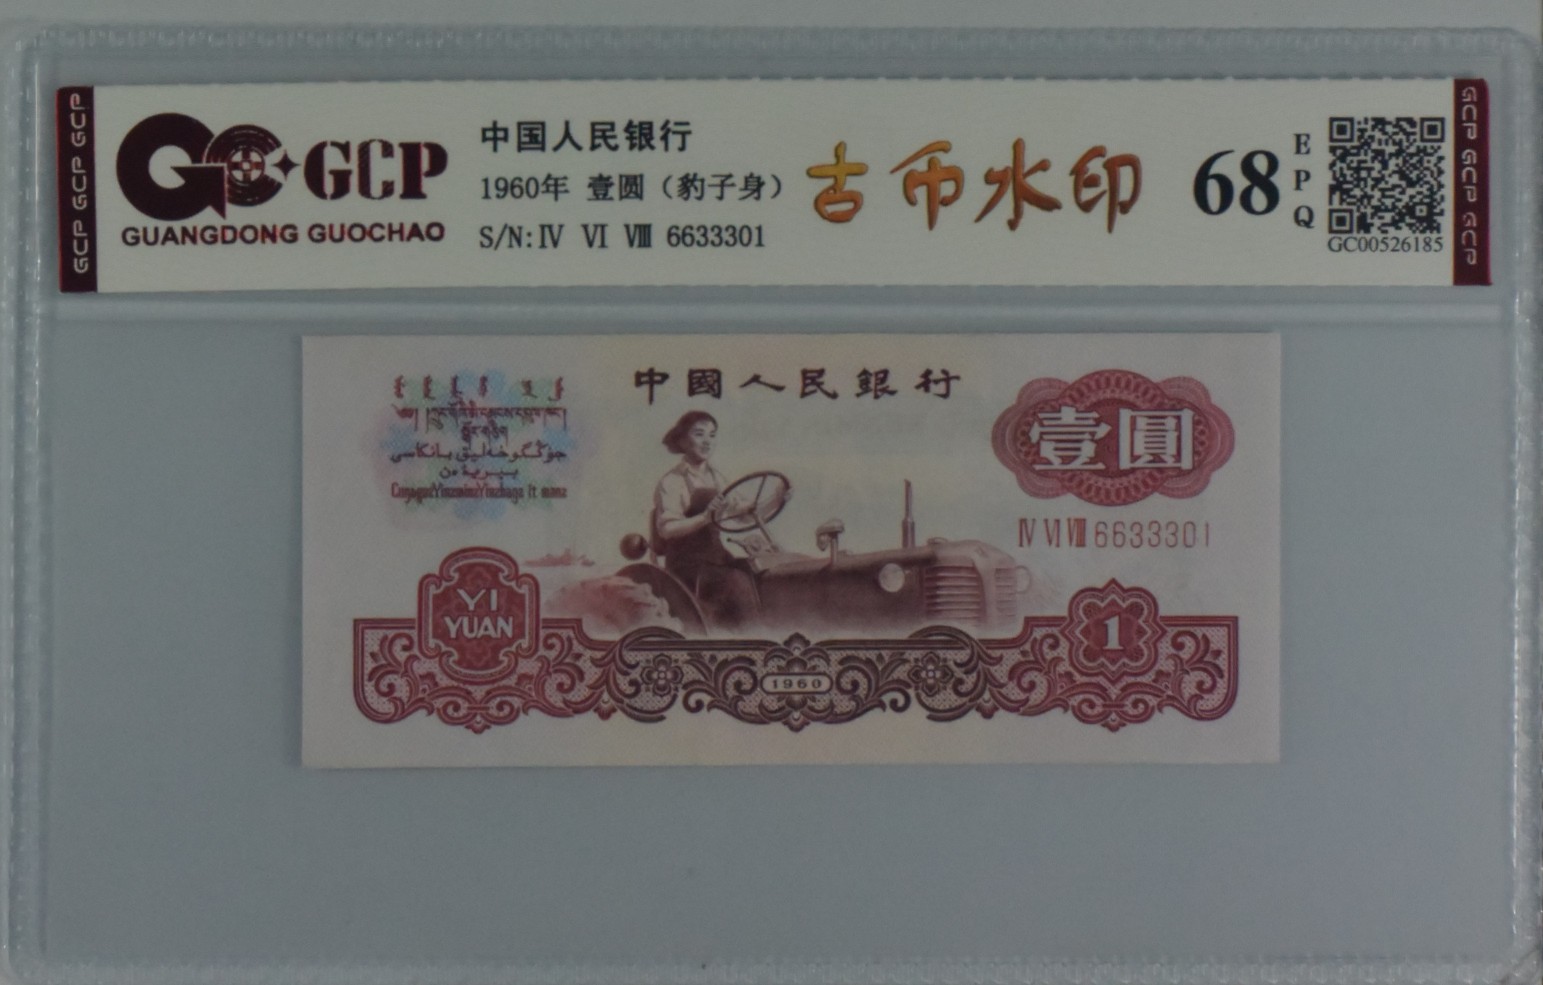 GCP GCP GCP
GCP
GUANGDONG GUOCHAO
中国人民银行
1960年 壹圆（豹子身）
S/N:Ⅳ Ⅵ Ⅷ 6633301
古币水印
68
EPQ
GC00526185
GCP GCP GCP
中國人民銀行
壹圓
Ⅳ Ⅵ Ⅷ 6633301
YI
YUAN
1960
1